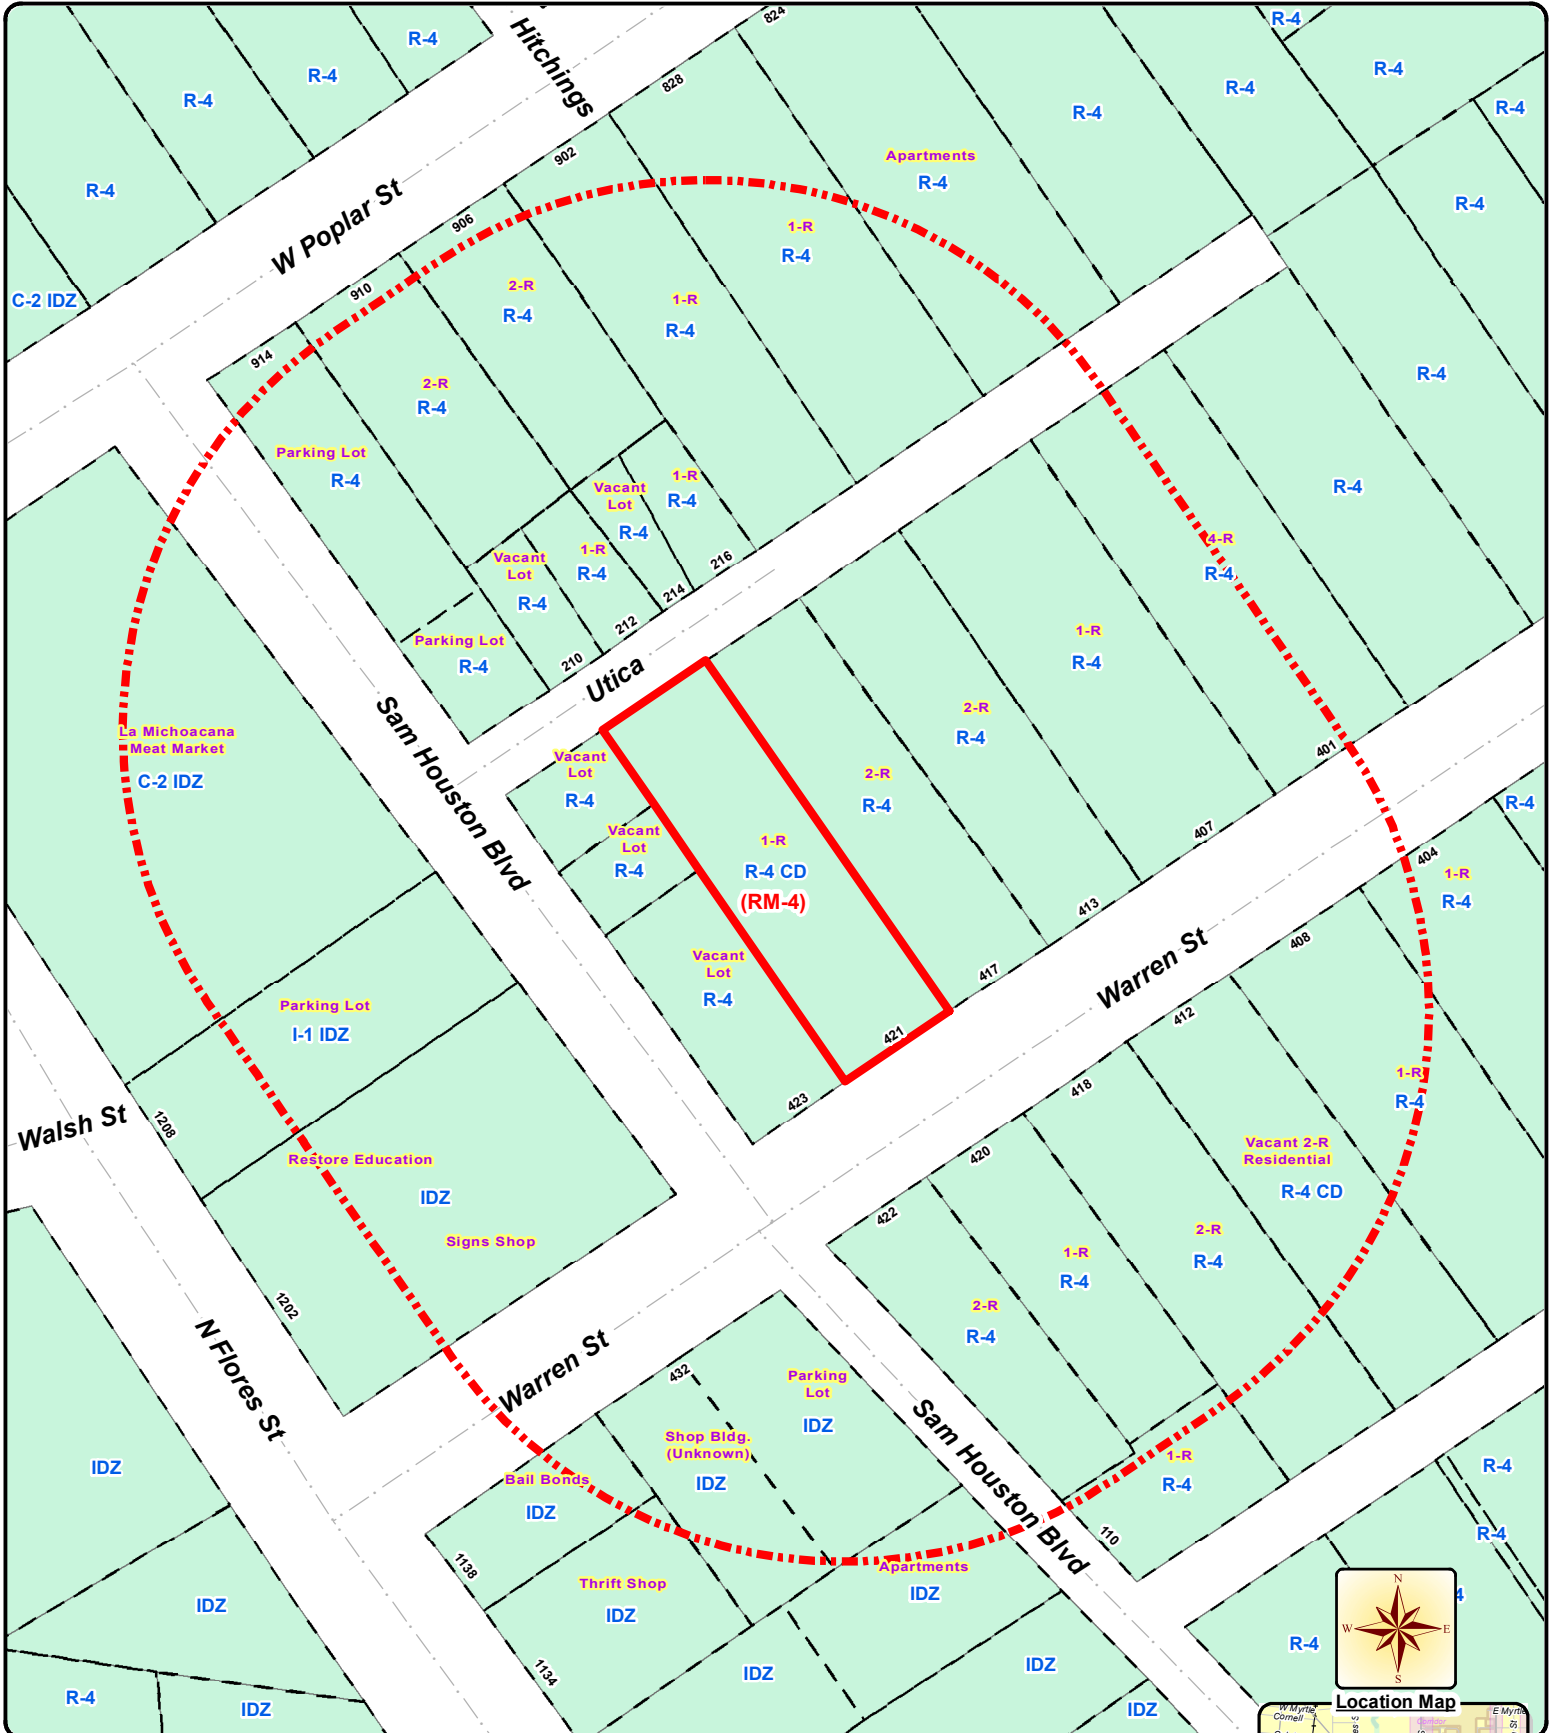 Hitchings
824
R-4
R-4
R-4
R-4
R-4
R-4
R-4
R-4
R-4
828
902
Apartments
R-4
R-4
R-4
W Poplar St
906
1-R
R-4
910
2-R
R-4
1-R
R-4
C-2 IDZ
914
2-R
R-4
R-4
Parking Lot
R-4
Vacant
Lot
R-4
1-R
R-4
R-4
Vacant
Lot
R-4
1-R
R-4
4-R
R-4
216
214
212
210
Parking Lot
R-4
Utica
1-R
R-4
2-R
R-4
Sam Houston Blvd
La Michoacana
Meat Market
C-2 IDZ
Vacant
Lot
R-4
2-R
R-4
401
R-4
Vacant
Lot
R-4
1-R
R-4 CD
(RM-4)
407
404
1-R
R-4
413
408
Warren St
Vacant
Lot
R-4
417
412
421
Parking Lot
I-1 IDZ
1-R
R-4
418
423
Walsh St
1208
Restore Education
IDZ
420
Vacant 2-R
Residential
R-4 CD
422
Signs Shop
2-R
R-4
1-R
R-4
1202
N Flores St
2-R
R-4
Warren St
432
Parking
Lot
IDZ
Shop Bldg.
(Unknown)
IDZ
Sam Houston Blvd
1-R
R-4
R-4
IDZ
Bail Bonds
IDZ
110
R-4
1138
Apartments
IDZ
Thrift Shop
IDZ
IDZ
R-4
N
W
E
S
1134
IDZ
IDZ
R-4
IDZ
IDZ
Location Map
W Myrtle
Cornell
E Myrtle